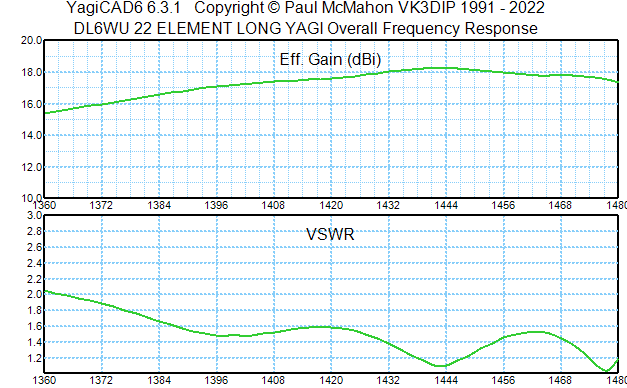 YagiCAD6 6.3.1 Copyright © Paul McMahon VK3DIP 1991 - 2022
DL6WU 22 ELEMENT LONG YAGI Overall Frequency Response
Eff. Gain (dBi)
20.0
18.0
16.0
14.0
12.0
10.0
1360 1372 1384 1396 1408 1420 1432 1444 1456 1468 1480
VSWR
3.0
2.8
2.6
2.4
2.2
2.0
1.8
1.6
1.4
1.2
1360 1372 1384 1396 1408 1420 1432 1444 1456 1468 1480